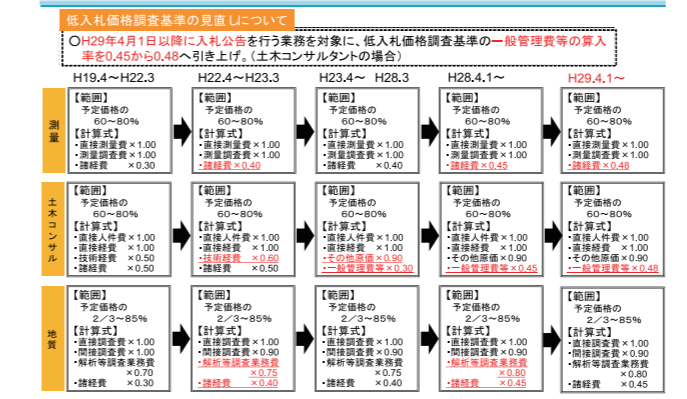 低入札価格調査基準の見直しについて
〇H29年4月1日以降に入札公告を行う業務を対象に、低入札価格調査基準の一般管理費等の算入
率を0.45から0.48へ引き上げ。（土木コンサルタントの場合）
H19.4～H22.3
H22.4～H23.3
H23.4～ H28.3
H28.4.1～
H29.4.1～
測量
【範囲】
予定価格の
60～80%
【計算式】
・直接測量費×1.00
・測量調査費×1.00
・諸経費 ×0.30
【範囲】
予定価格の
60～80%
【計算式】
・直接測量費×1.00
・測量調査費×1.00
・諸経費×0.40
【範囲】
予定価格の
60～80%
【計算式】
・直接測量費×1.00
・測量調査費×1.00
・諸経費 ×0.40
【範囲】
予定価格の
60～80%
【計算式】
・直接測量費×1.00
・測量調査費×1.00
・諸経費×0.45
【範囲】
予定価格の
60～80%
【計算式】
・直接測量費×1.00
・測量調査費×1.00
・諸経費×0.48
土木コンサル
【範囲】
予定価格の
60～80%
【計算式】
・直接人件費×1.00
・直接経費 ×1.00
・技術経費 ×0.50
・諸経費 ×0.50
【範囲】
予定価格の
60～80%
【計算式】
・直接人件費×1.00
・直接経費 ×1.00
・技術経費 ×0.60
・諸経費 ×0.50
【範囲】
予定価格の
60～80%
【計算式】
・直接人件費×1.00
・直接経費 ×1.00
・その他原価×0.90
・一般管理費等×0.30
【範囲】
予定価格の
60～80%
【計算式】
・直接人件費×1.00
・直接経費 ×1.00
・その他原価×0.90
・一般管理費等×0.45
【範囲】
予定価格の
60～80%
【計算式】
・直接人件費×1.00
・直接経費 ×1.00
・その他原価×0.90
・一般管理費等×0.48
地質
【範囲】
予定価格の
2／3～85%
【計算式】
・直接調査費×1.00
・間接調査費×1.00
・解析等調査業務費
×0.70
・諸経費 ×0.30
【範囲】
予定価格の
2／3～85%
【計算式】
・直接調査費×1.00
・間接調査費×0.90
・解析等調査業務費
×0.75
・諸経費 ×0.40
【範囲】
予定価格の
2／3～85%
【計算式】
・直接調査費×1.00
・間接調査費×0.90
・解析等調査業務費
×0.75
・諸経費 ×0.40
【範囲】
予定価格の
2／3～85%
【計算式】
・直接調査費×1.00
・間接調査費×0.90
・解析等調査業務費
×0.80
・諸経費 ×0.45
【範囲】
予定価格の
2／3～85%
【計算式】
・直接調査費×1.00
・間接調査費×0.90
・解析等調査業務費
×0.80
・諸経費 ×0.45